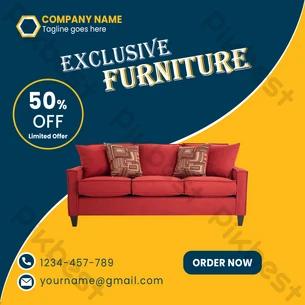 COMPANY NAME
Tagline goes here
EXCLUSIVE
FURNITURE
50%
OFF
Limited Offer
1234-457-789
ORDER NOW
yourname@gmail.com
pikbest